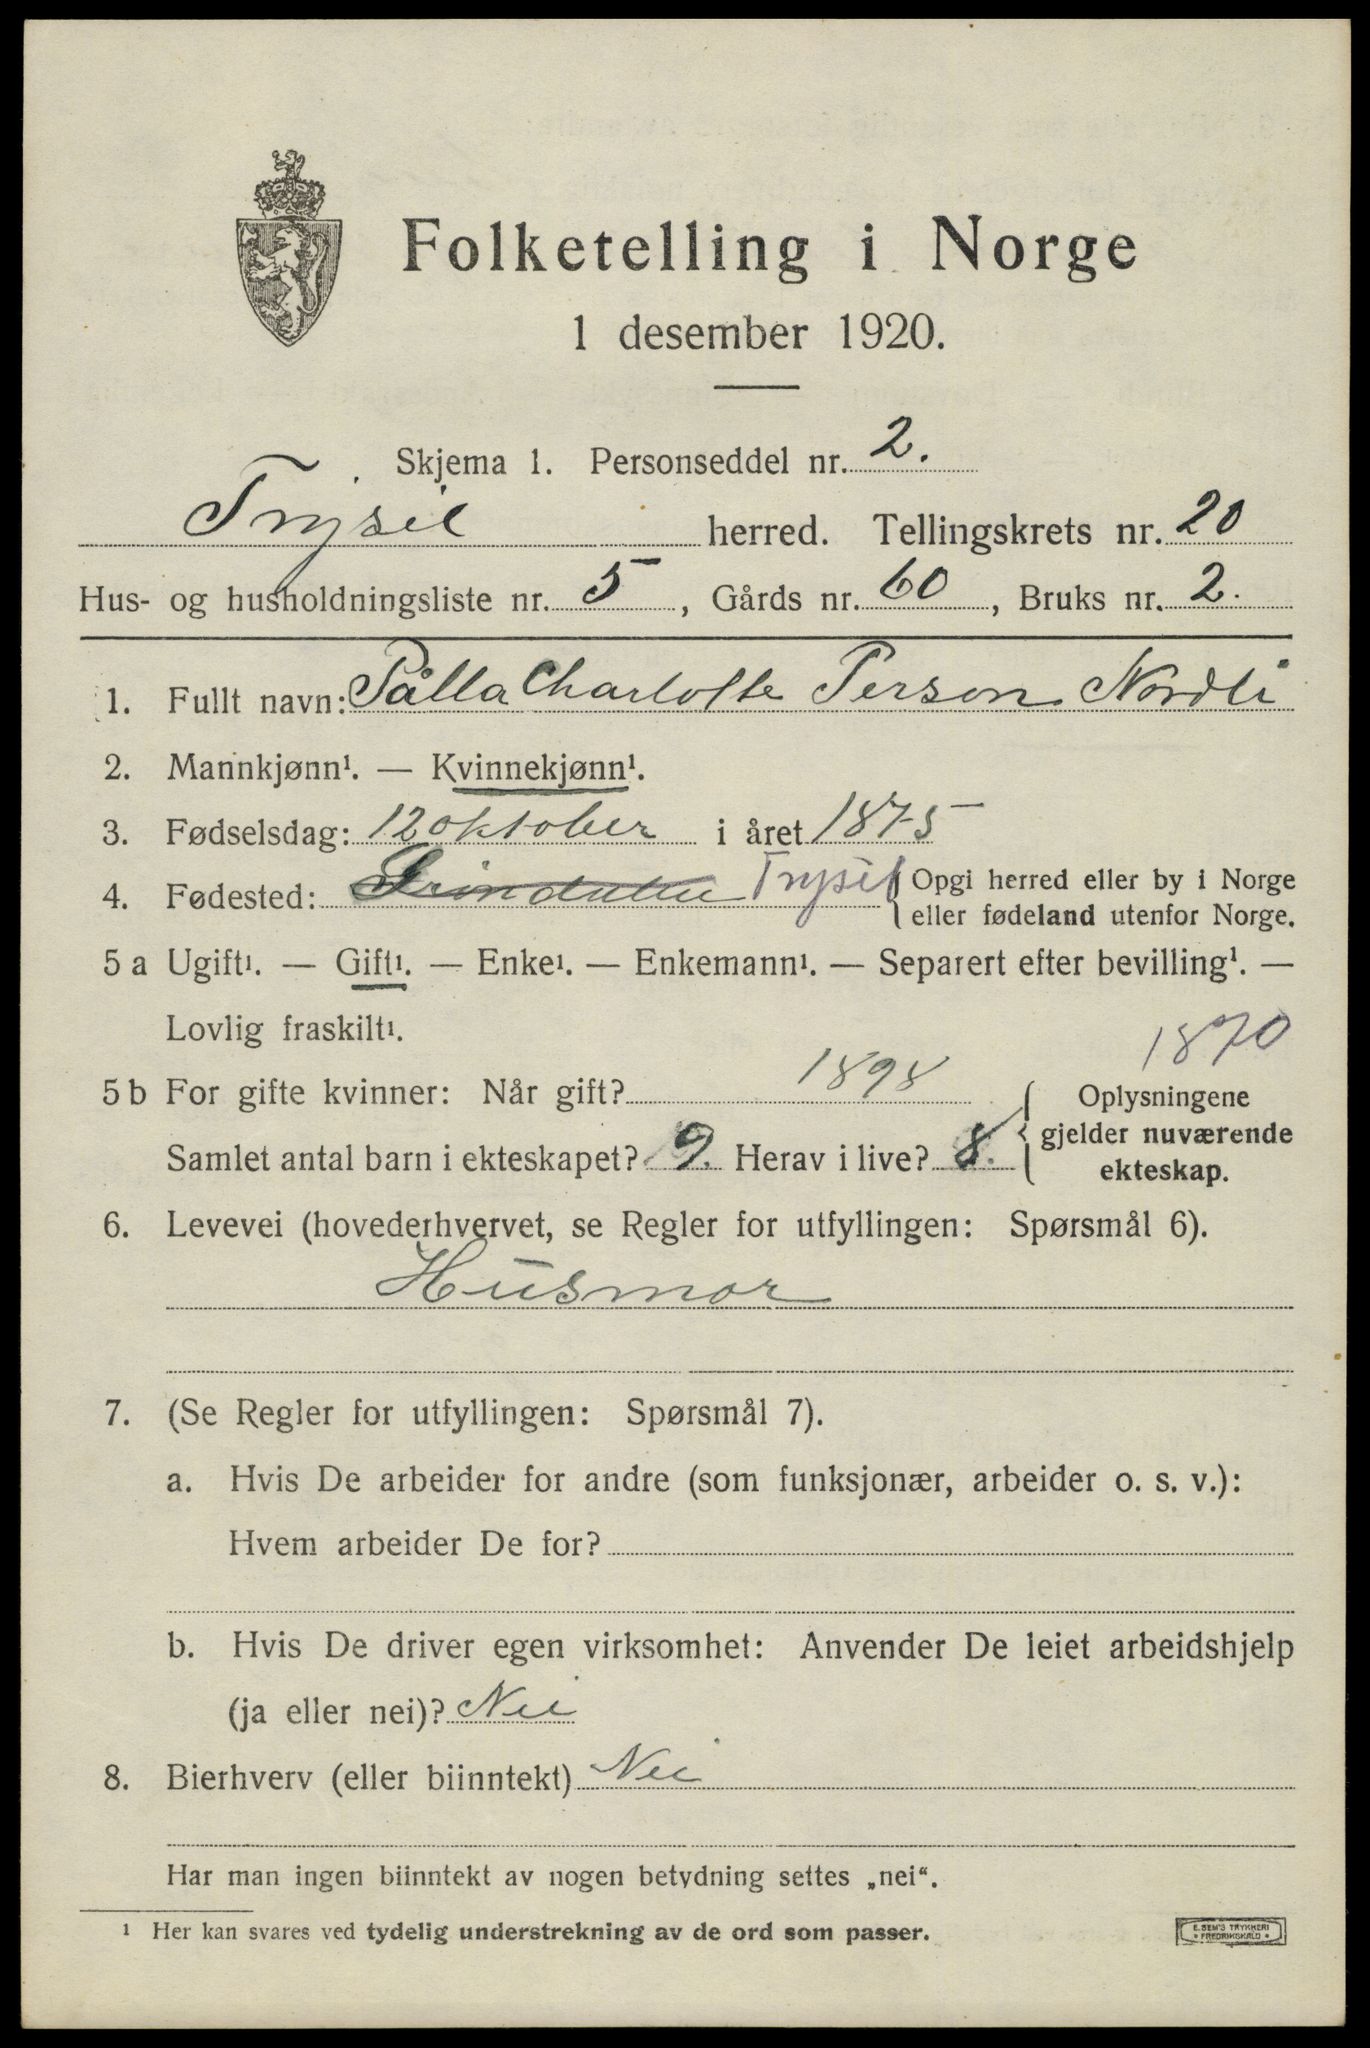 Folketelling i Norge
1 desember 1920.
Skjema 1. Personseddel nr. 2.
Trysil herred. Tellingskrets nr. 20
Hus- og husholdningsliste nr. 5, Gårds nr. 60, Bruks nr. 2.
1. Fullt navn: Pålla Charlotte Person Nordli
2. Mannkjønn¹. — Kvinnekjønn¹.
3. Fødselsdag: 12 oktober i året 1875
4. Fødested: Trysil { Opgi herred eller by i Norge
eller fødeland utenfor Norge.
5 a Ugift¹. — Gift¹. — Enke¹. — Enkemann¹. — Separert efter bevilling¹. —
Lovlig fraskilt¹.
1870
5 b For gifte kvinner: Når gift? 1898
Samlet antal barn i ekteskapet? 9. Herav i live? 8.
{ Oplysningene
gjelder nuværende
ekteskap.
6. Levevei (hovederhvervet, se Regler for utfyllingen: Spørsmål 6).
Husmor
7. (Se Regler for utfyllingen: Spørsmål 7).
a. Hvis De arbeider for andre (som funksjonær, arbeider o. s. v.):
Hvem arbeider De for?
b. Hvis De driver egen virksomhet: Anvender De leiet arbeidshjelp
(ja eller nei)? Nei
8. Bierhverv (eller biinntekt) Nei
Har man ingen biinntekt av nogen betydning settes „nei“.
¹ Her kan svares ved tydelig understrekning av de ord som passer.
E. SEM'S TRYKKERI
• FREDRIKSHALD •